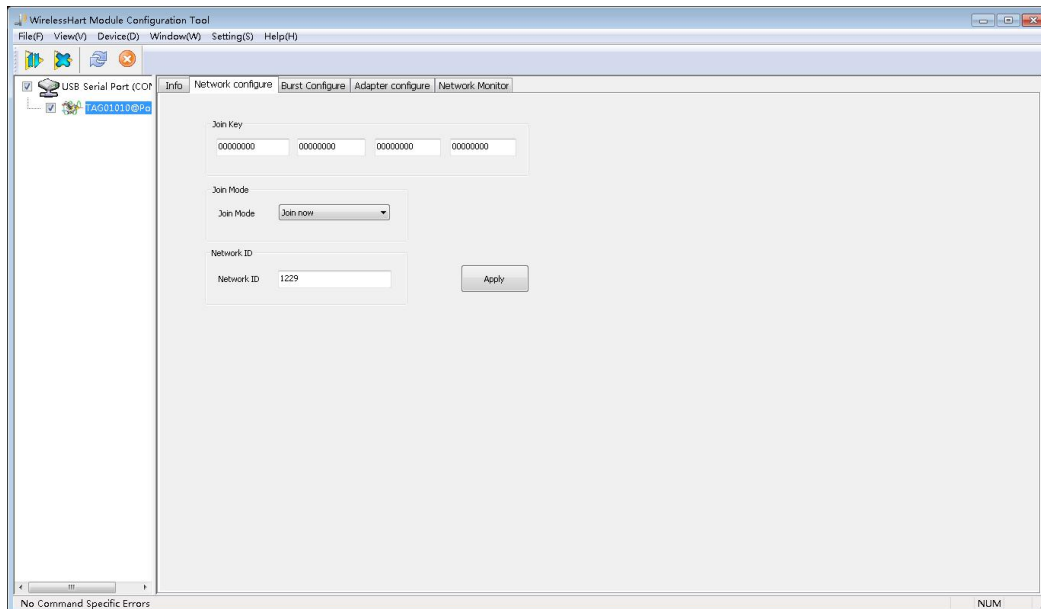 WirelessHart Module Configuration Tool
File(F) View(V) Device(D) Window(W) Setting(S) Help(H)
USB Serial Port (COM
TAG01010@Po
Info Network configure Burst Configure Adapter configure Network Monitor
Join Key
00000000 00000000 00000000 00000000
Join Mode
Join Mode Join now
Network ID
Network ID 1229
Apply
No Command Specific Errors NUM